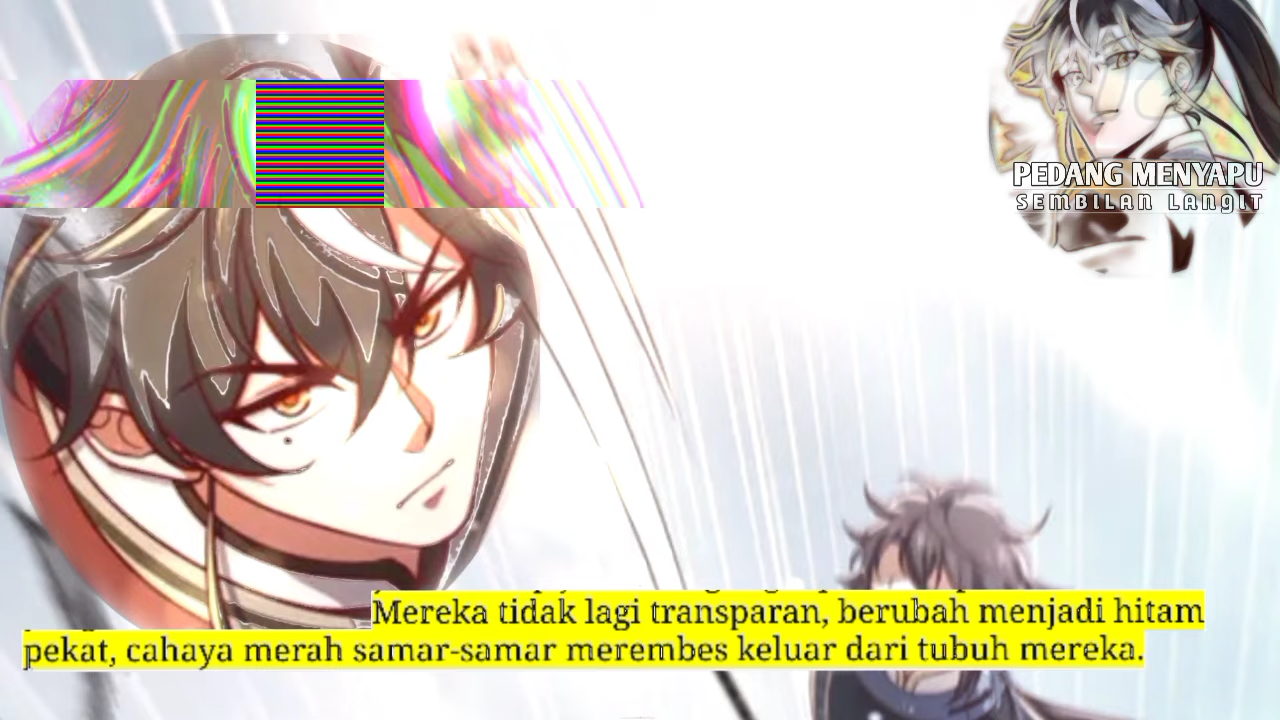 PEDANG MENYAPU
SEMBILAN LANGIT
Mereka tidak lagi transparan, berubah menjadi hitam
pekat, cahaya merah samar-samar merembes keluar dari tubuh mereka.